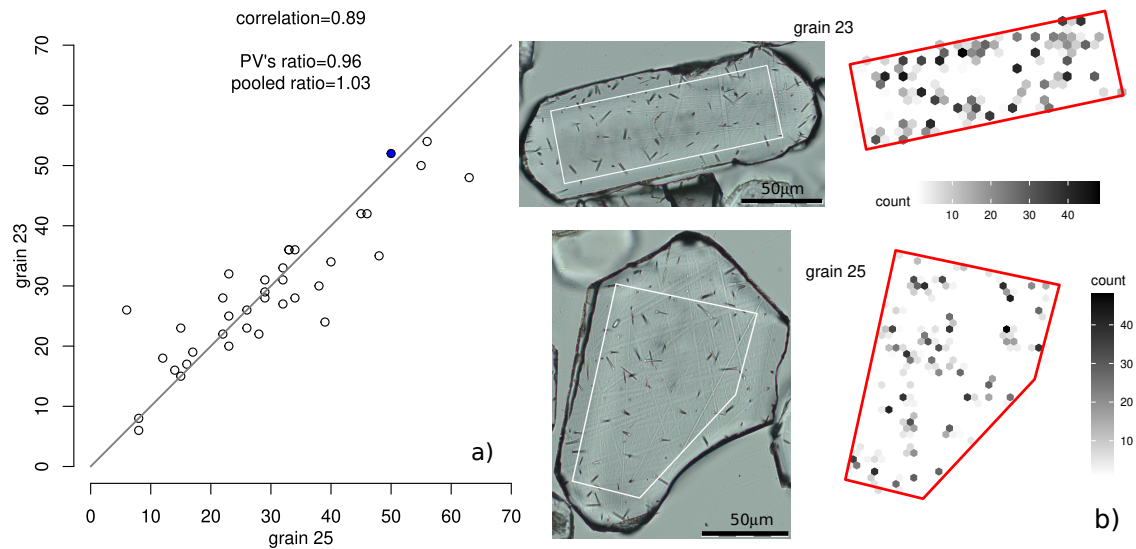 correlation=0.89
PV's ratio=0.96
pooled ratio=1.03
70
60
50
40
30
20
10
0
grain 23
0 10 20 30 40 50 60 70
grain 25
a)
grain 23
50μm
count
10 20 30 40
grain 25
50μm
count
40
30
20
10
b)